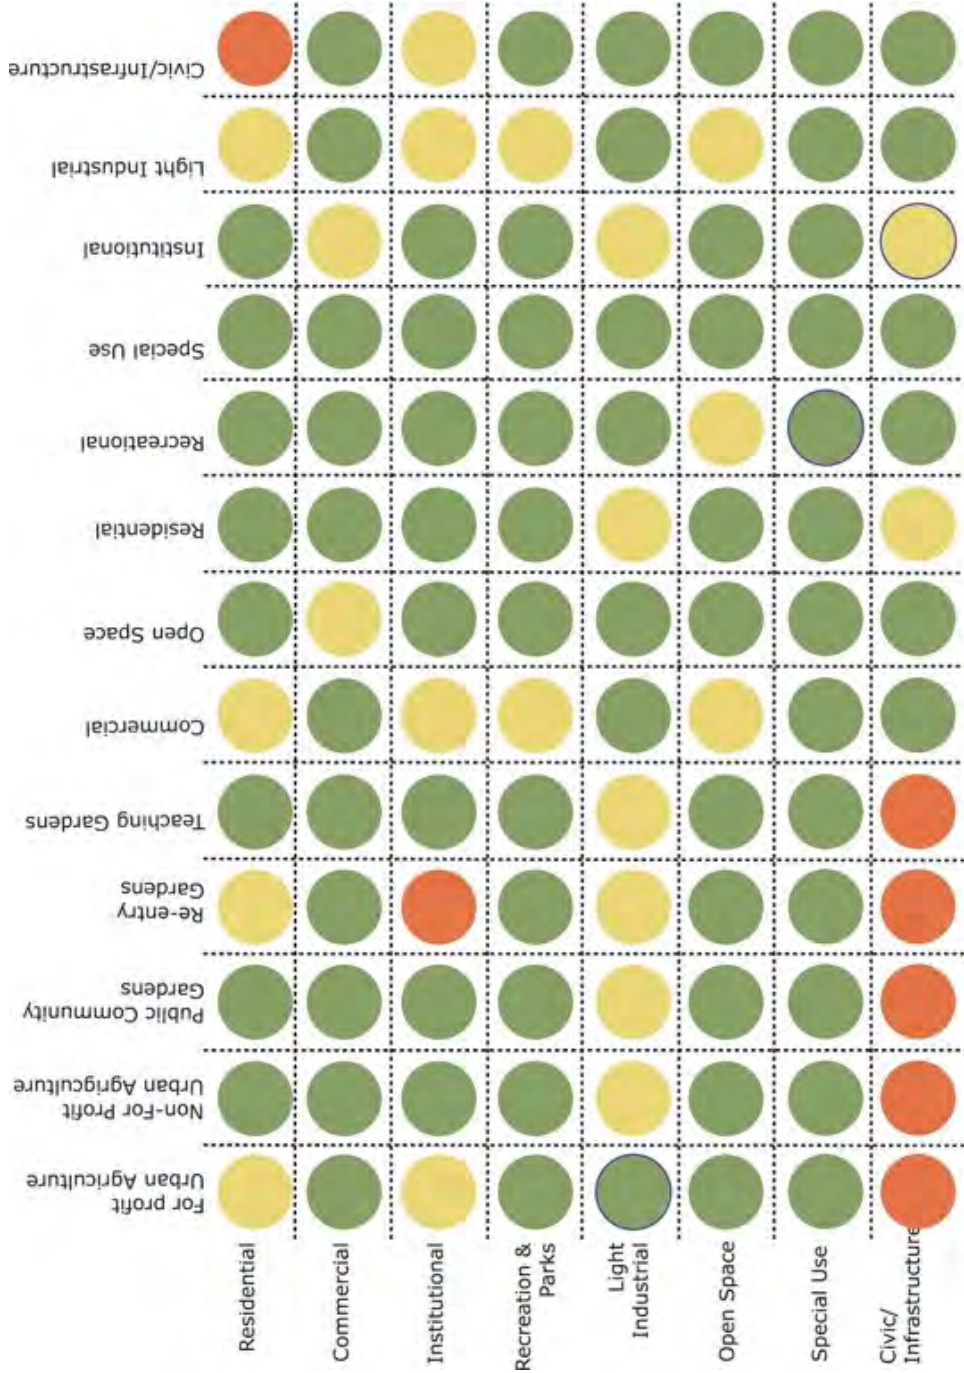 Civic/Infrastructure
Light Industrial
Institutional
Special Use
Recreational
Residential
Open Space
Commercial
Teaching Gardens
Re-entry
Gardens
Public Community
Gardens
Non-For Profit
Urban Agrigculture
For profit
Urban Agriculture
Residential
Commercial
Institutional
Recreation &
Parks
Light
Industrial
Open Space
Special Use
Civic/
Infrastructure